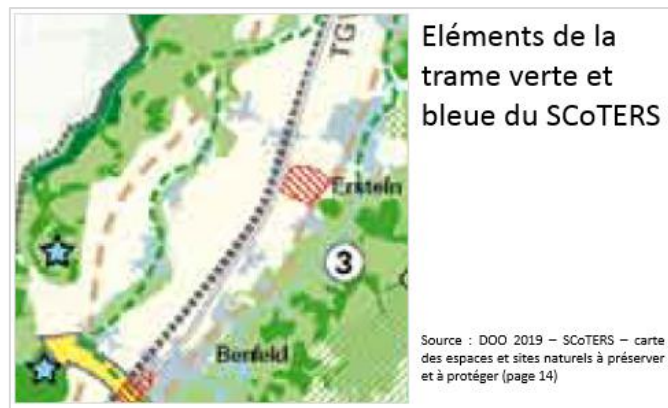 TG
Eléments de la
trame verte et
bleue du SCoTERS
Erstein
3
Benfeld
Source : DOO 2019 – SCoTERS – carte
des espaces et sites naturels à préserver
et à protéger (page 14)